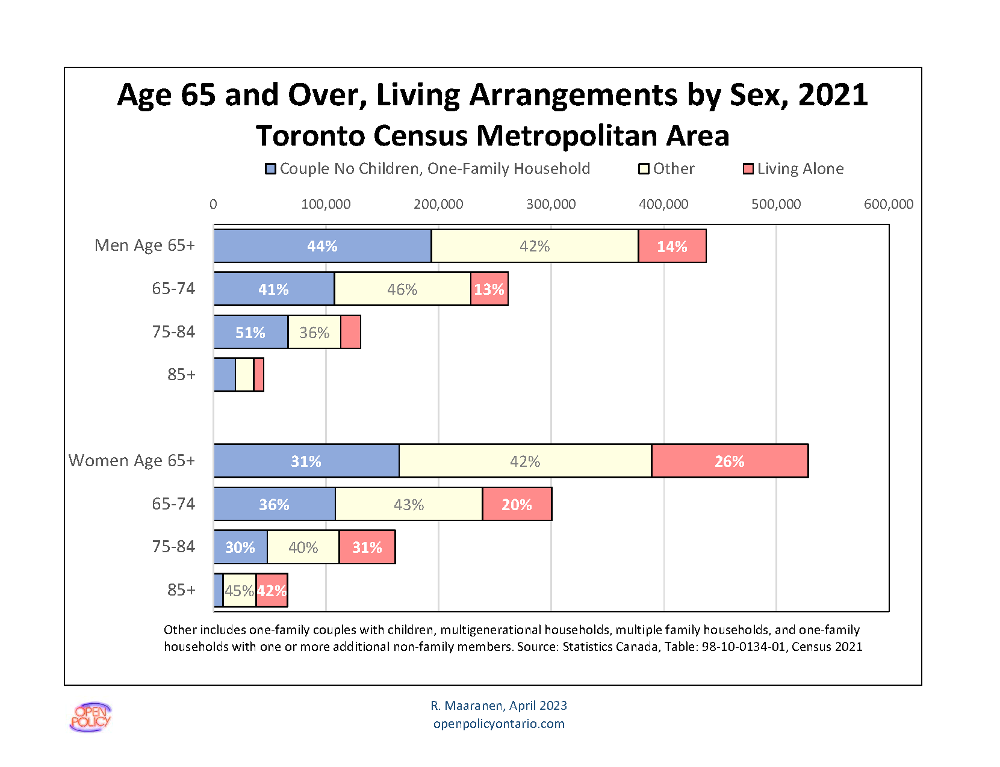 Age 65 and Over, Living Arrangements by Sex, 2021
Toronto Census Metropolitan Area
Couple No Children, One-Family Household Other Living Alone
0 100,000 200,000 300,000 400,000 500,000 600,000
Men Age 65+ 44% 42% 14%
65-74 41% 46% 13%
75-84 51% 36%
85+
Women Age 65+ 31% 42% 26%
65-74 36% 43% 20%
75-84 30% 40% 31%
85+ 45% 42%
Other includes one-family couples with children, multigenerational households, multiple family households, and one-family
households with one or more additional non-family members. Source: Statistics Canada, Table: 98-10-0134-01, Census 2021
R. Maaranen, April 2023
openpolicyontario.com
OPEN
POLICY